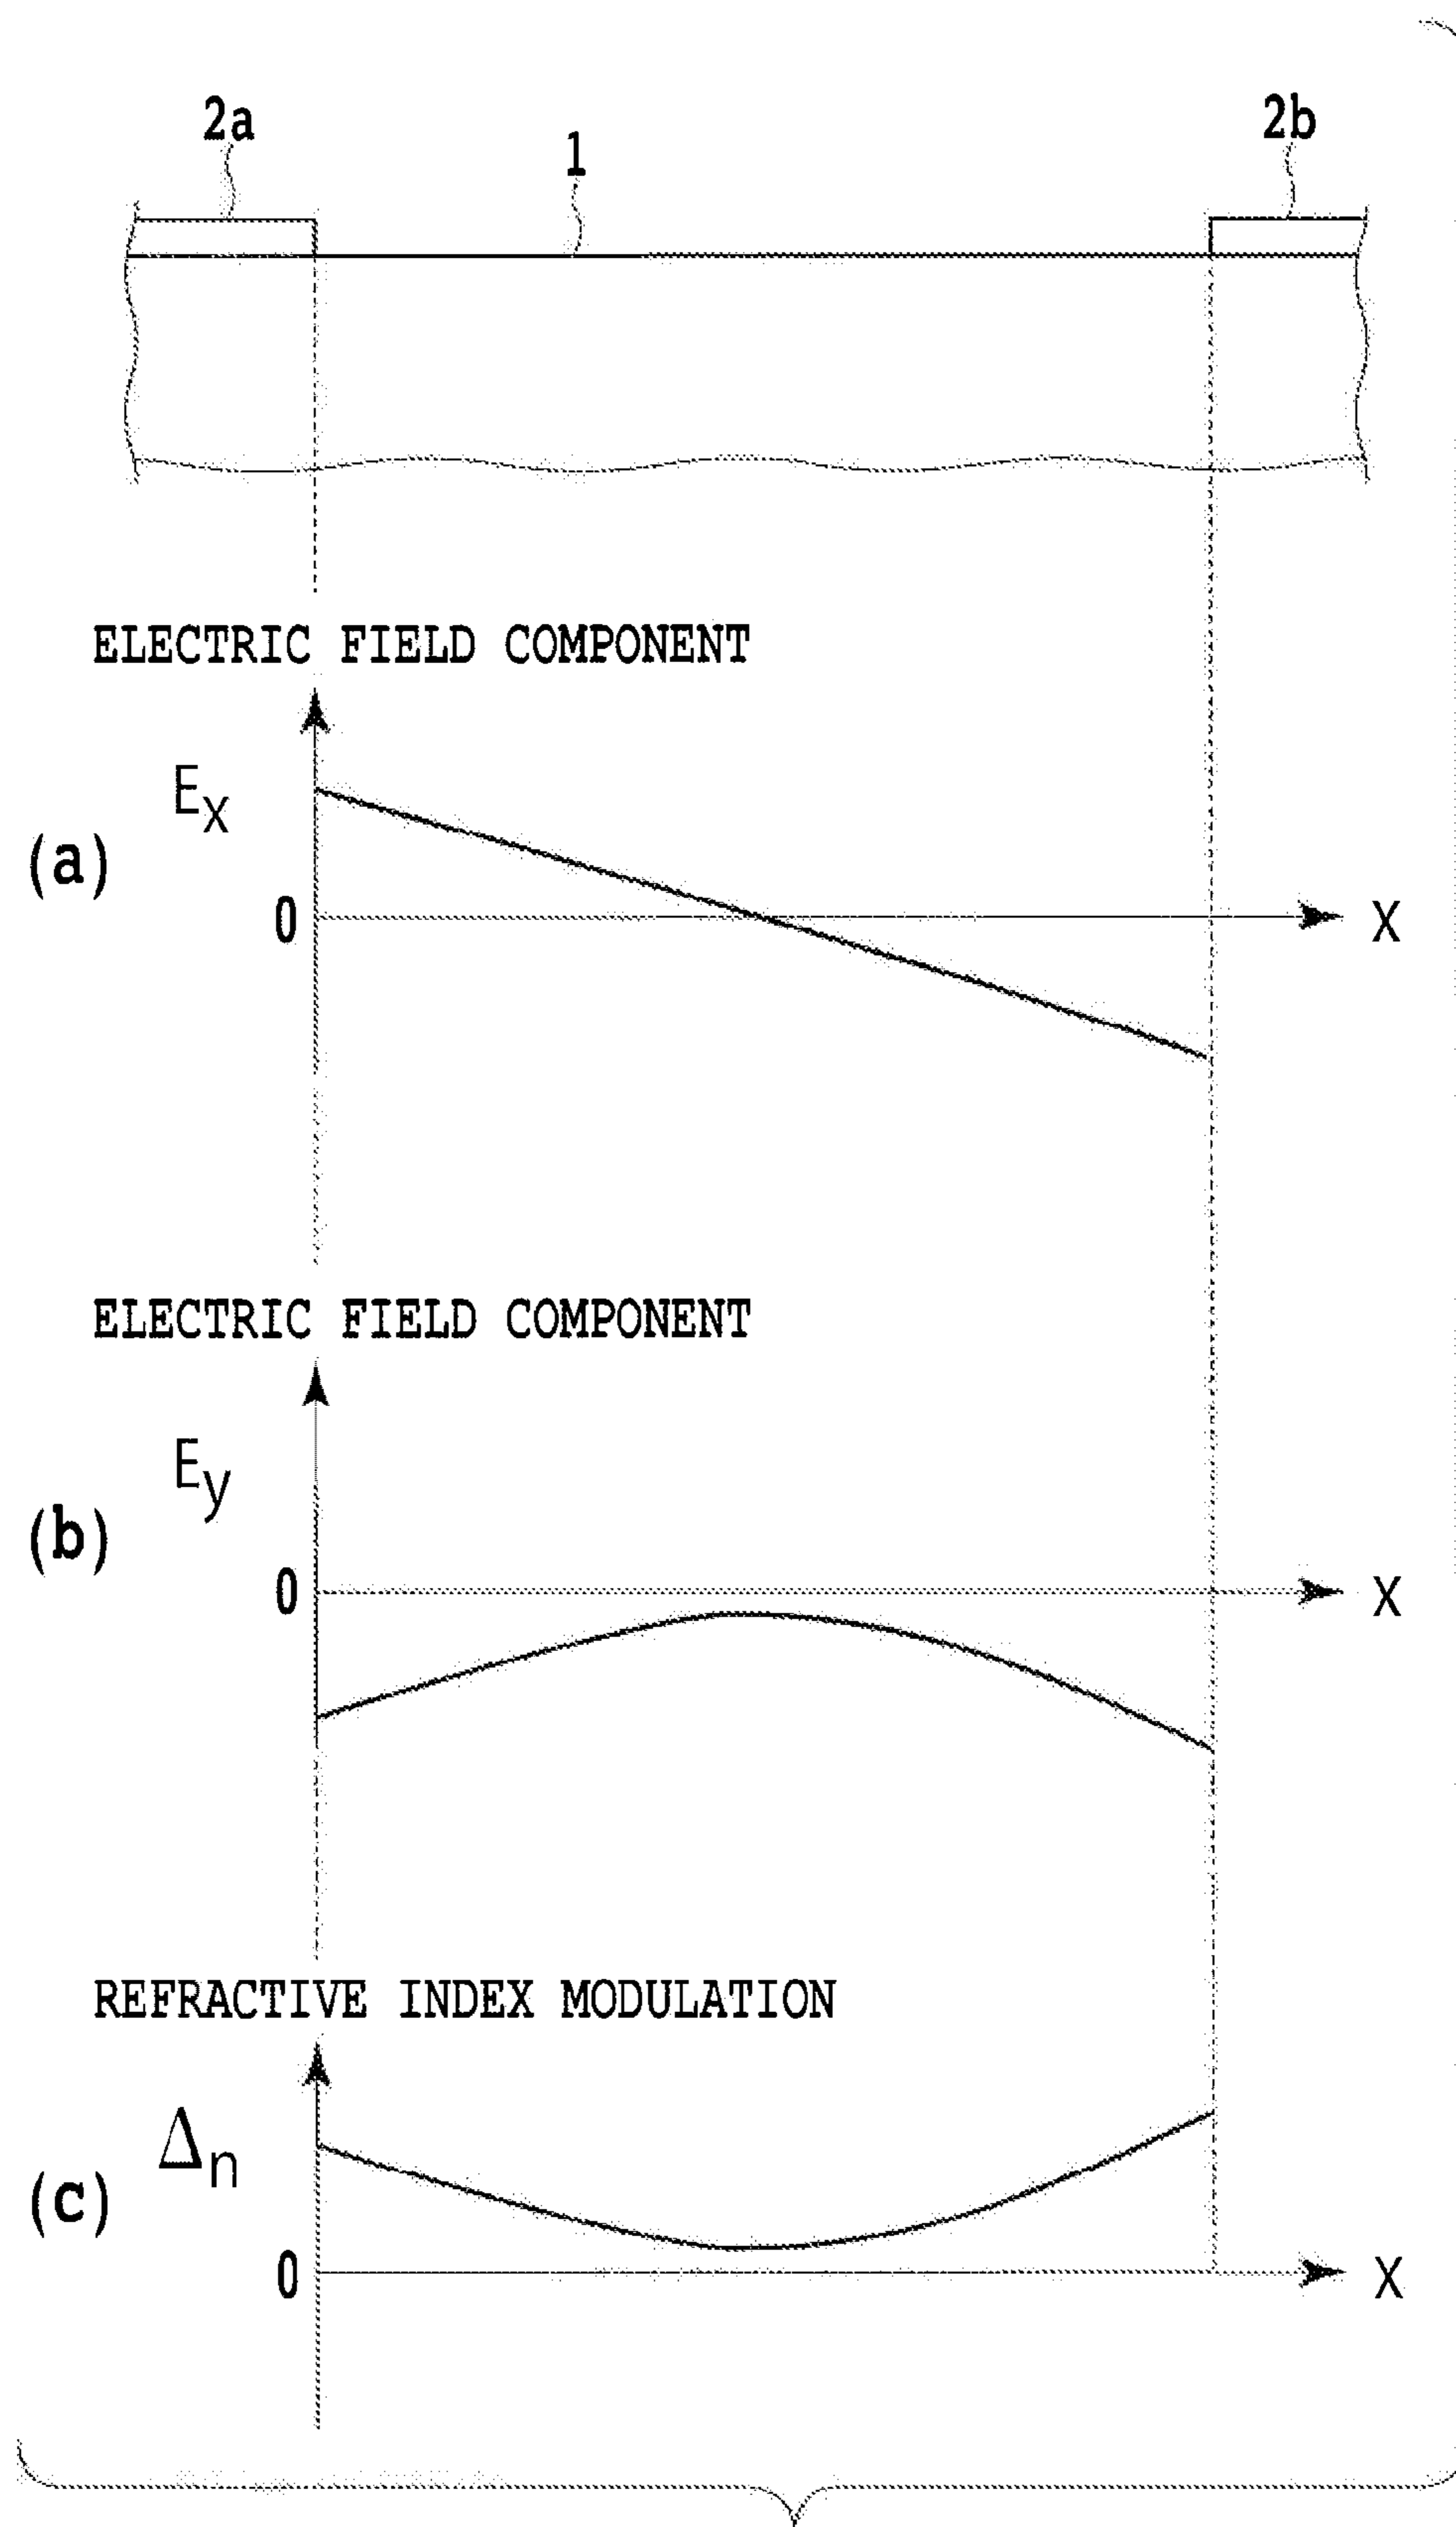 2a
1
2b
ELECTRIC FIELD COMPONENT
Ex
(a)
0
X
ELECTRIC FIELD COMPONENT
Ey
(b)
0
X
REFRACTIVE INDEX MODULATION
Δn
(c)
0
X